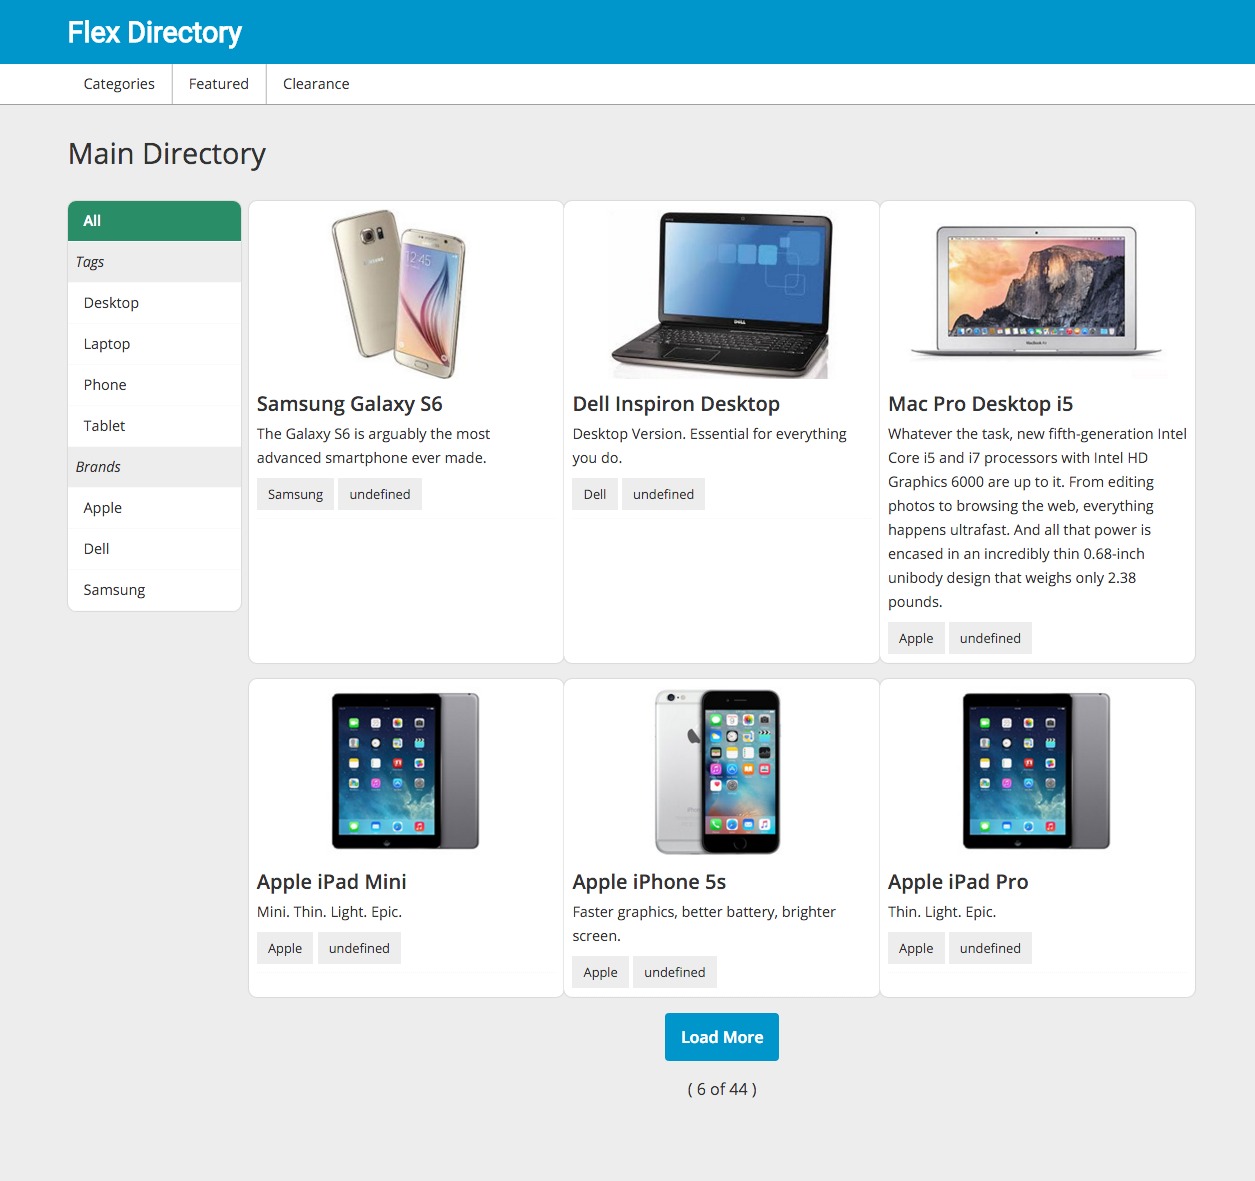 Flex Directory
Categories
Featured
Clearance
Main Directory
All
Tags
Desktop
Laptop
Phone
Tablet
Brands
Apple
Dell
Samsung
12:45
Samsung Galaxy S6
The Galaxy S6 is arguably the most
advanced smartphone ever made.
Samsung
undefined
DELL
Dell Inspiron Desktop
Desktop Version. Essential for everything
you do.
Dell
undefined
MacBook Air
Mac Pro Desktop i5
Whatever the task, new fifth-generation Intel
Core i5 and i7 processors with Intel HD
Graphics 6000 are up to it. From editing
photos to browsing the web, everything
happens ultrafast. And all that power is
encased in an incredibly thin 0.68-inch
unibody design that weighs only 2.38
pounds.
Apple
undefined
Apple iPad Mini
Mini. Thin. Light. Epic.
Apple
undefined
Apple iPhone 5s
Faster graphics, better battery, brighter
screen.
Apple
undefined
Apple iPad Pro
Thin. Light. Epic.
Apple
undefined
Load More
( 6 of 44 )